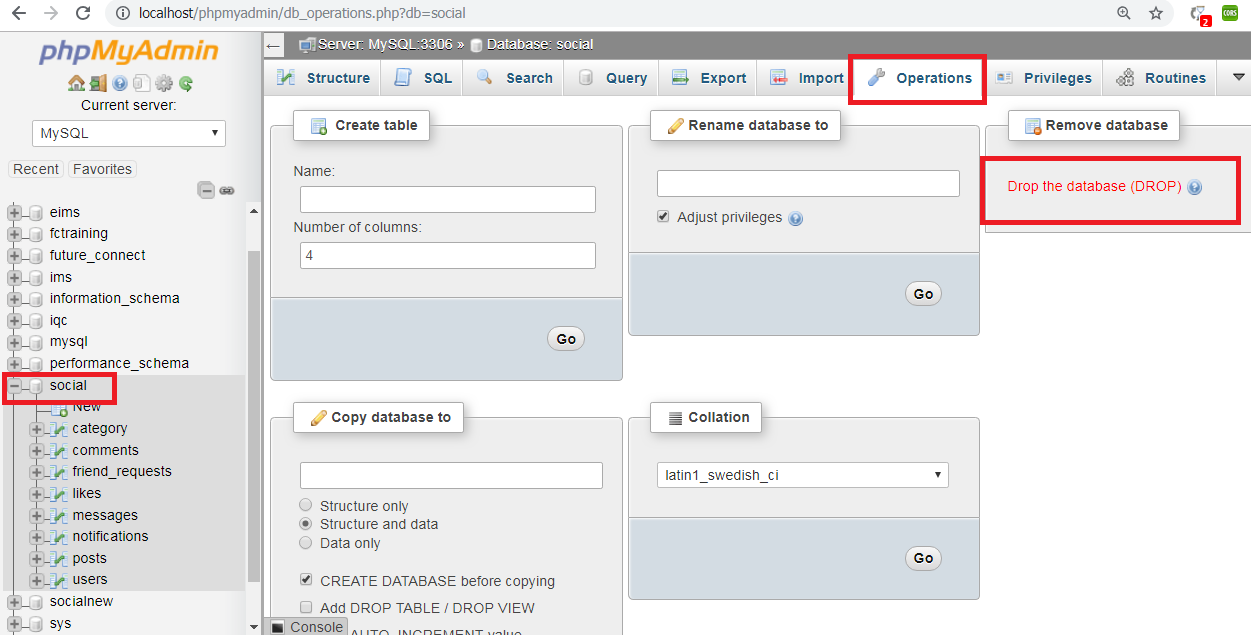 localhost/phpmyadmin/db_operations.php?db=social
2
CORS
phpMyAdmin
Current server:
MySQL
Recent Favorites
eims
fctraining
future_connect
ims
information_schema
iqc
mysql
performance_schema
social
New
category
comments
friend_requests
likes
messages
notifications
posts
users
socialnew
sys
Server: MySQL:3306 » Database: social
Structure SQL Search Query Export Import Operations Privileges Routines
Create table
Name:
Number of columns:
4
Go
Rename database to
Adjust privileges
Go
Remove database
Drop the database (DROP)
Copy database to
Structure only
Structure and data
Data only
CREATE DATABASE before copying
Add DROP TABLE / DROP VIEW
AUTO_INCREMENT value
Console
Collation
latin1_swedish_ci
Go